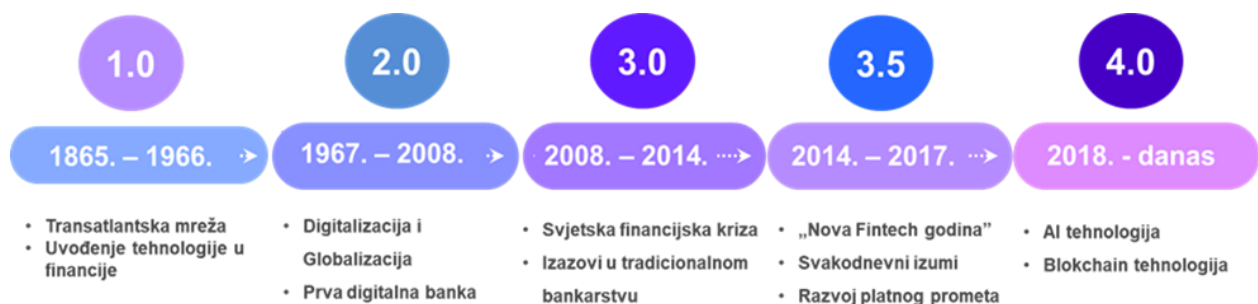 1.0
2.0
3.0
3.5
4.0
1865. – 1966.
1967. – 2008.
2008. – 2014.
2014. – 2017.
2018. - danas
• Transatlantska mreža
• Uvođenje tehnologije u
financije
• Digitalizacija i
Globalizacija
• Prva digitalna banka
• Svjetska financijska kriza
• Izazovi u tradicionalnom
bankarstvu
• „Nova Fintech godina”
• Svakodnevni izumi
• Razvoj platnog prometa
• AI tehnologija
• Blokchain tehnologija